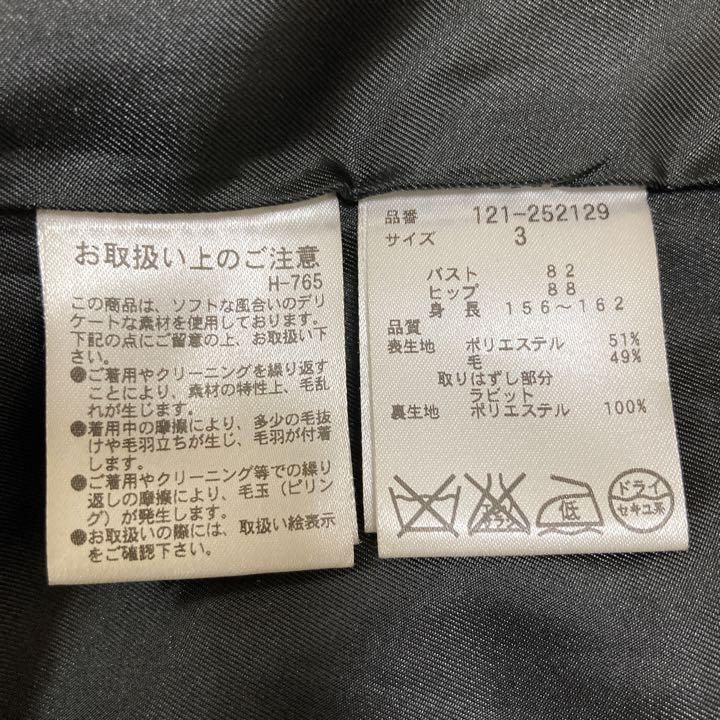 お取扱い上のご注意
H-765
この商品は、ソフトな風合いのデリ
ケートな素材を使用しております。
下記の点にご留意の上、お取扱い下
さい。
●ご着用やクリーニングを繰り返す
ことにより、素材の特性上、毛乱
れが生じます。
●着用中の摩擦により、多少の毛抜
けや毛羽立ちが生じ、毛羽が付着
します。
●ご着用やクリーニング等での繰り
返しの摩擦により、毛玉（ピリン
グ）が発生します。
●お取扱いの際には、取扱い絵表示
をご確認下さい。
品番 121-252129
サイズ 3
バスト 82
ヒップ 88
身長 156～162
品質
表生地 ポリエステル 51%
毛 49%
取りはずし部分
ラビット
裏生地 ポリエステル 100%
エンソ
サラシ
低
ドライ
セキユ系